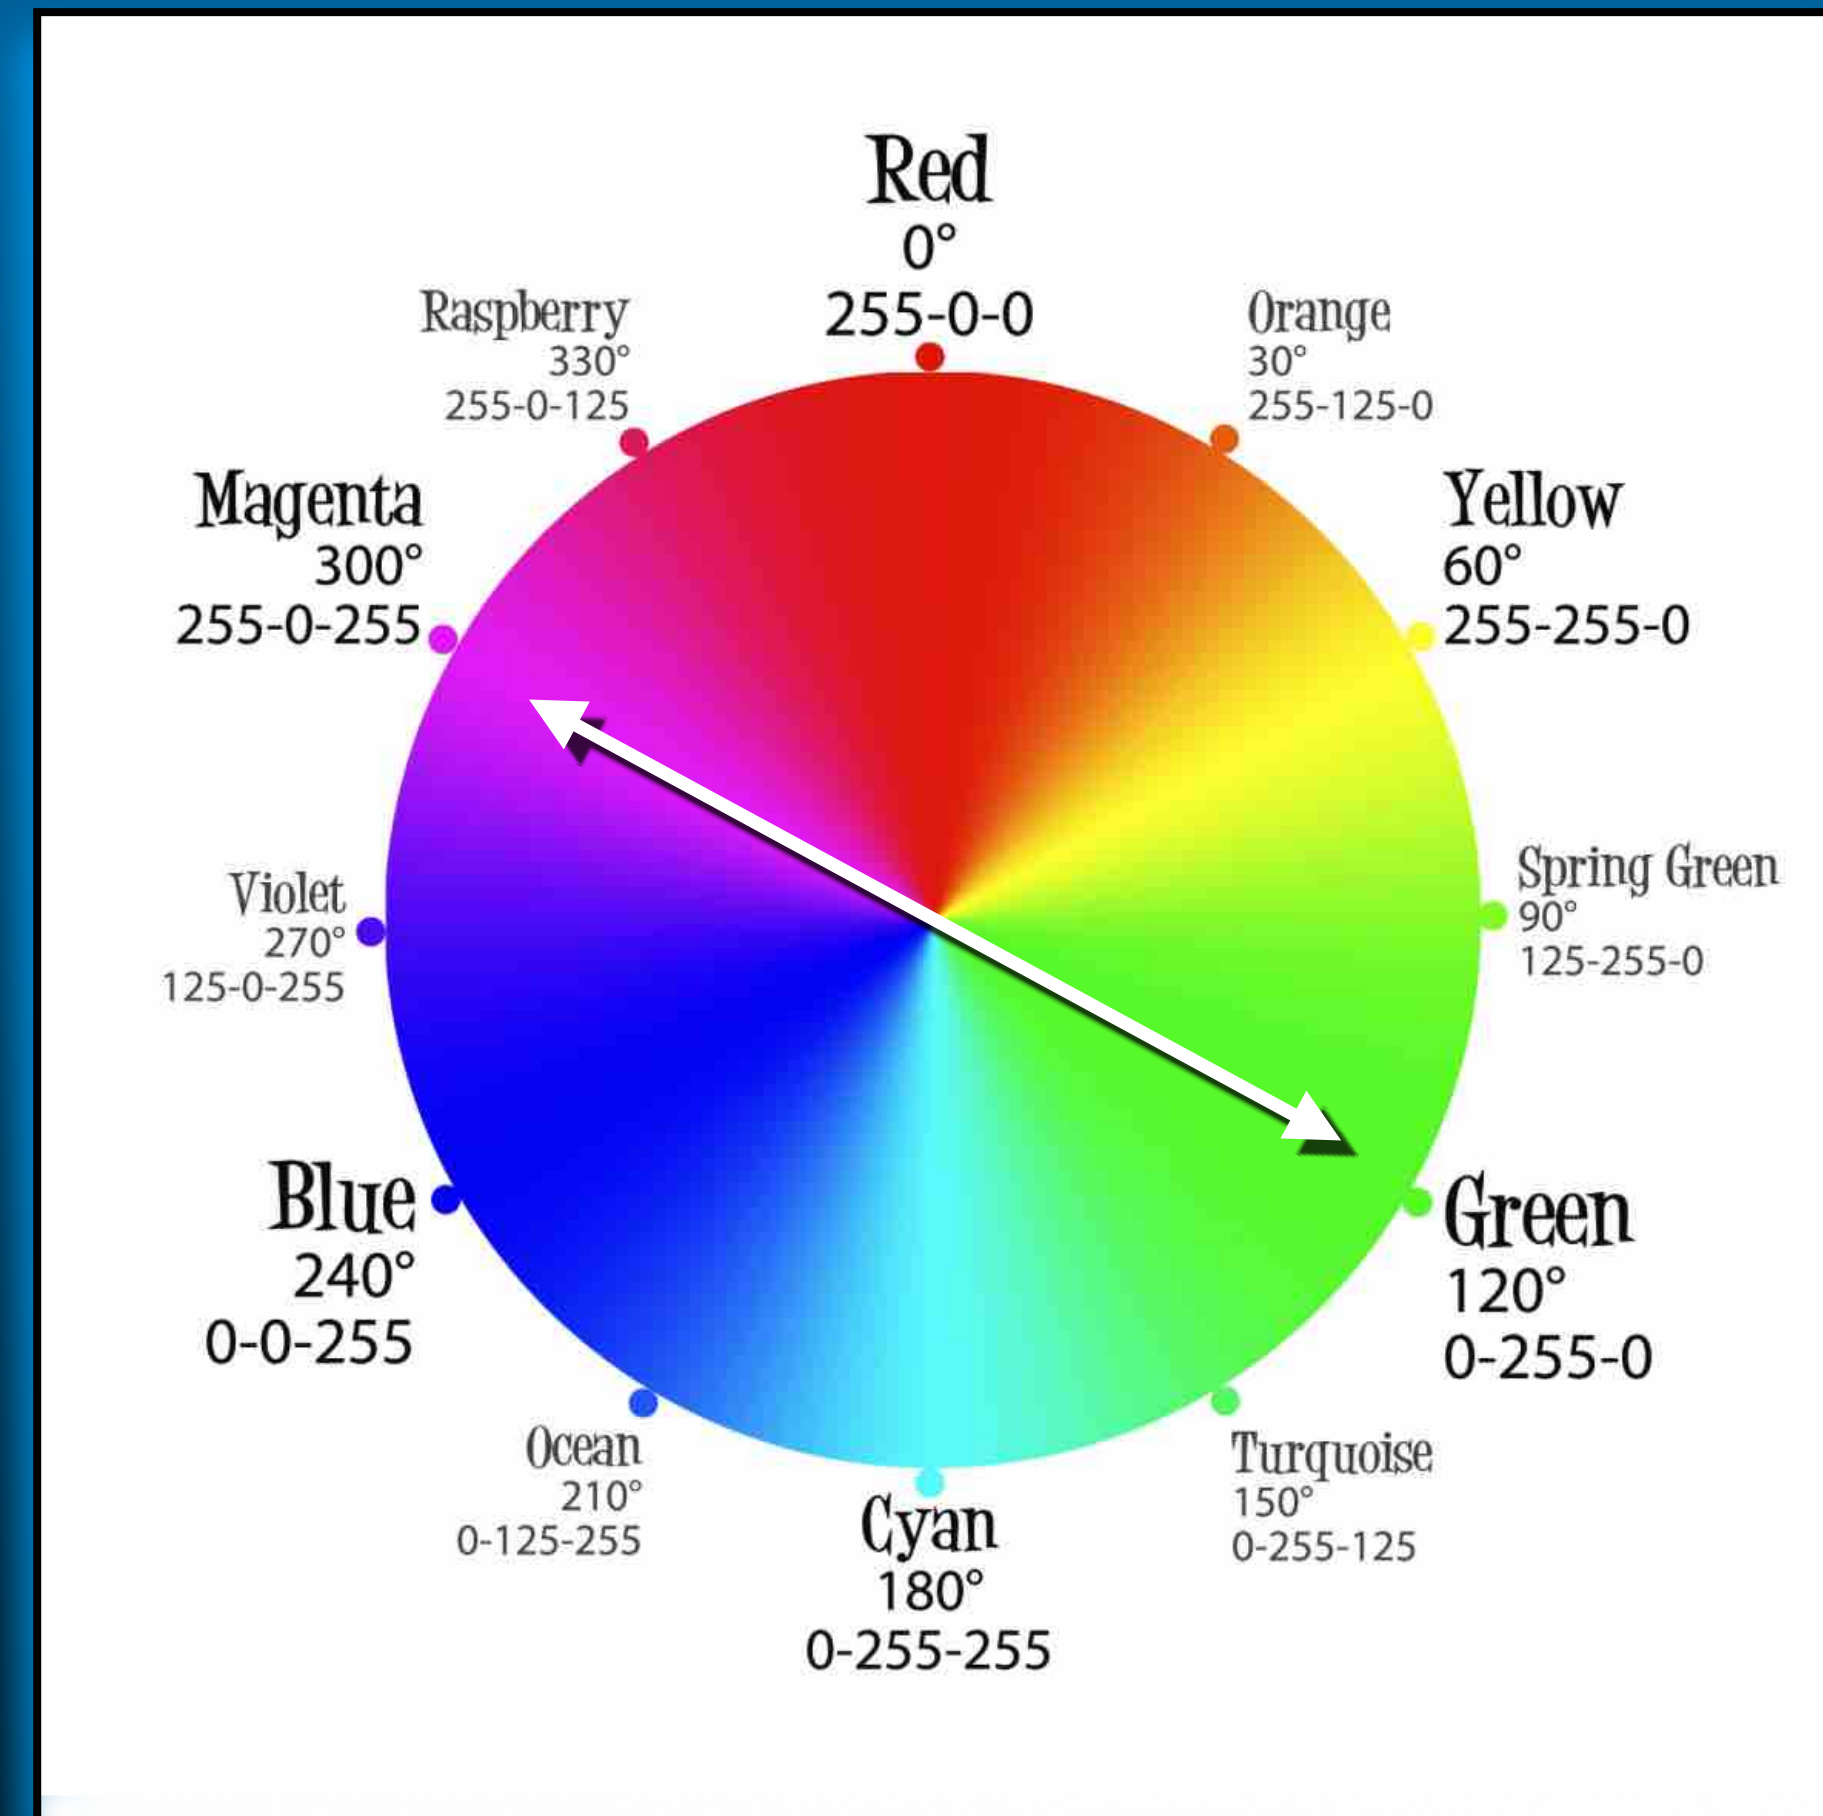 Red
0°
255-0-0
Orange
30°
255-125-0
Yellow
60°
255-255-0
Spring Green
90°
125-255-0
Green
120°
0-255-0
Turquoise
150°
0-255-125
Cyan
180°
0-255-255
Ocean
210°
0-125-255
Blue
240°
0-0-255
Violet
270°
125-0-255
Magenta
300°
255-0-255
Raspberry
330°
255-0-125